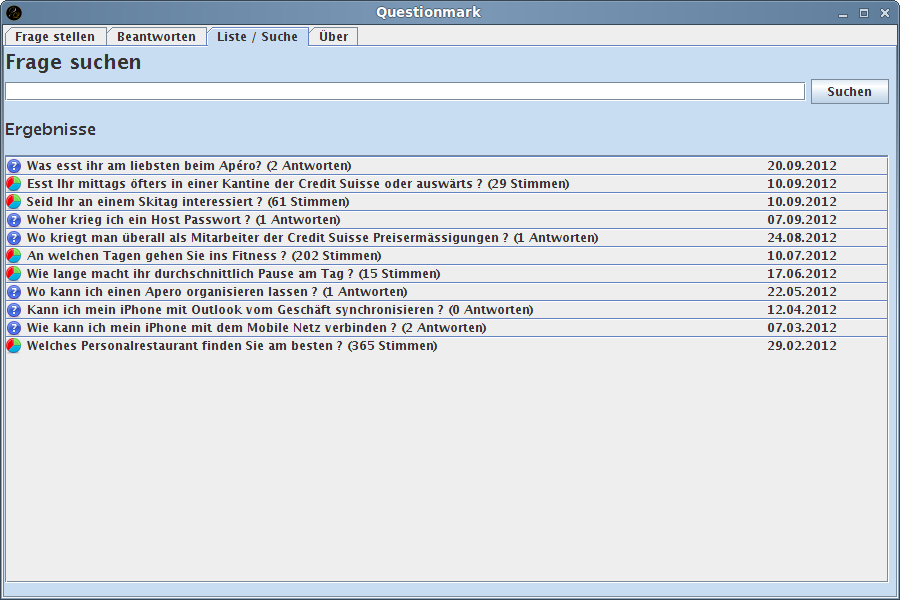 Questionmark
Frage stellen Beantworten Liste / Suche Über
Frage suchen
Suchen
Ergebnisse
Was esst ihr am liebsten beim Apéro? (2 Antworten) 20.09.2012
Esst Ihr mittags öfters in einer Kantine der Credit Suisse oder auswärts ? (29 Stimmen) 10.09.2012
Seid Ihr an einem Skitag interessiert ? (61 Stimmen) 10.09.2012
Woher krieg ich ein Host Passwort ? (1 Antworten) 07.09.2012
Wo kriegt man überall als Mitarbeiter der Credit Suisse Preisermässigungen ? (1 Antworten) 24.08.2012
An welchen Tagen gehen Sie ins Fitness ? (202 Stimmen) 10.07.2012
Wie lange macht ihr durchschnittlich Pause am Tag ? (15 Stimmen) 17.06.2012
Wo kann ich einen Apero organisieren lassen ? (1 Antworten) 22.05.2012
Kann ich mein iPhone mit Outlook vom Geschäft synchronisieren ? (0 Antworten) 12.04.2012
Wie kann ich mein iPhone mit dem Mobile Netz verbinden ? (2 Antworten) 07.03.2012
Welches Personalrestaurant finden Sie am besten ? (365 Stimmen) 29.02.2012